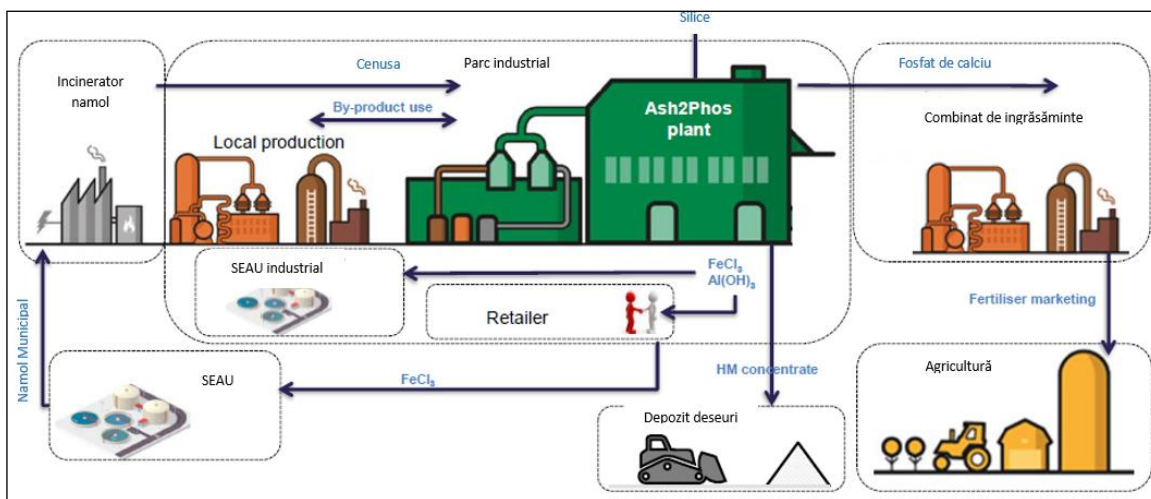 Silice
Incinerator
namol
Cenusa
Parc industrial
Fosfat de calciu
By-product use
Ash2Phos
plant
Combinat de ingrăsăminte
Local production
SEAU industrial
FeCl₃
Al(OH)₃
Retailer
Fertiliser marketing
Namol Municipal
SEAU
FeCl₃
HM concentrate
Agricultură
Depozit deseuri